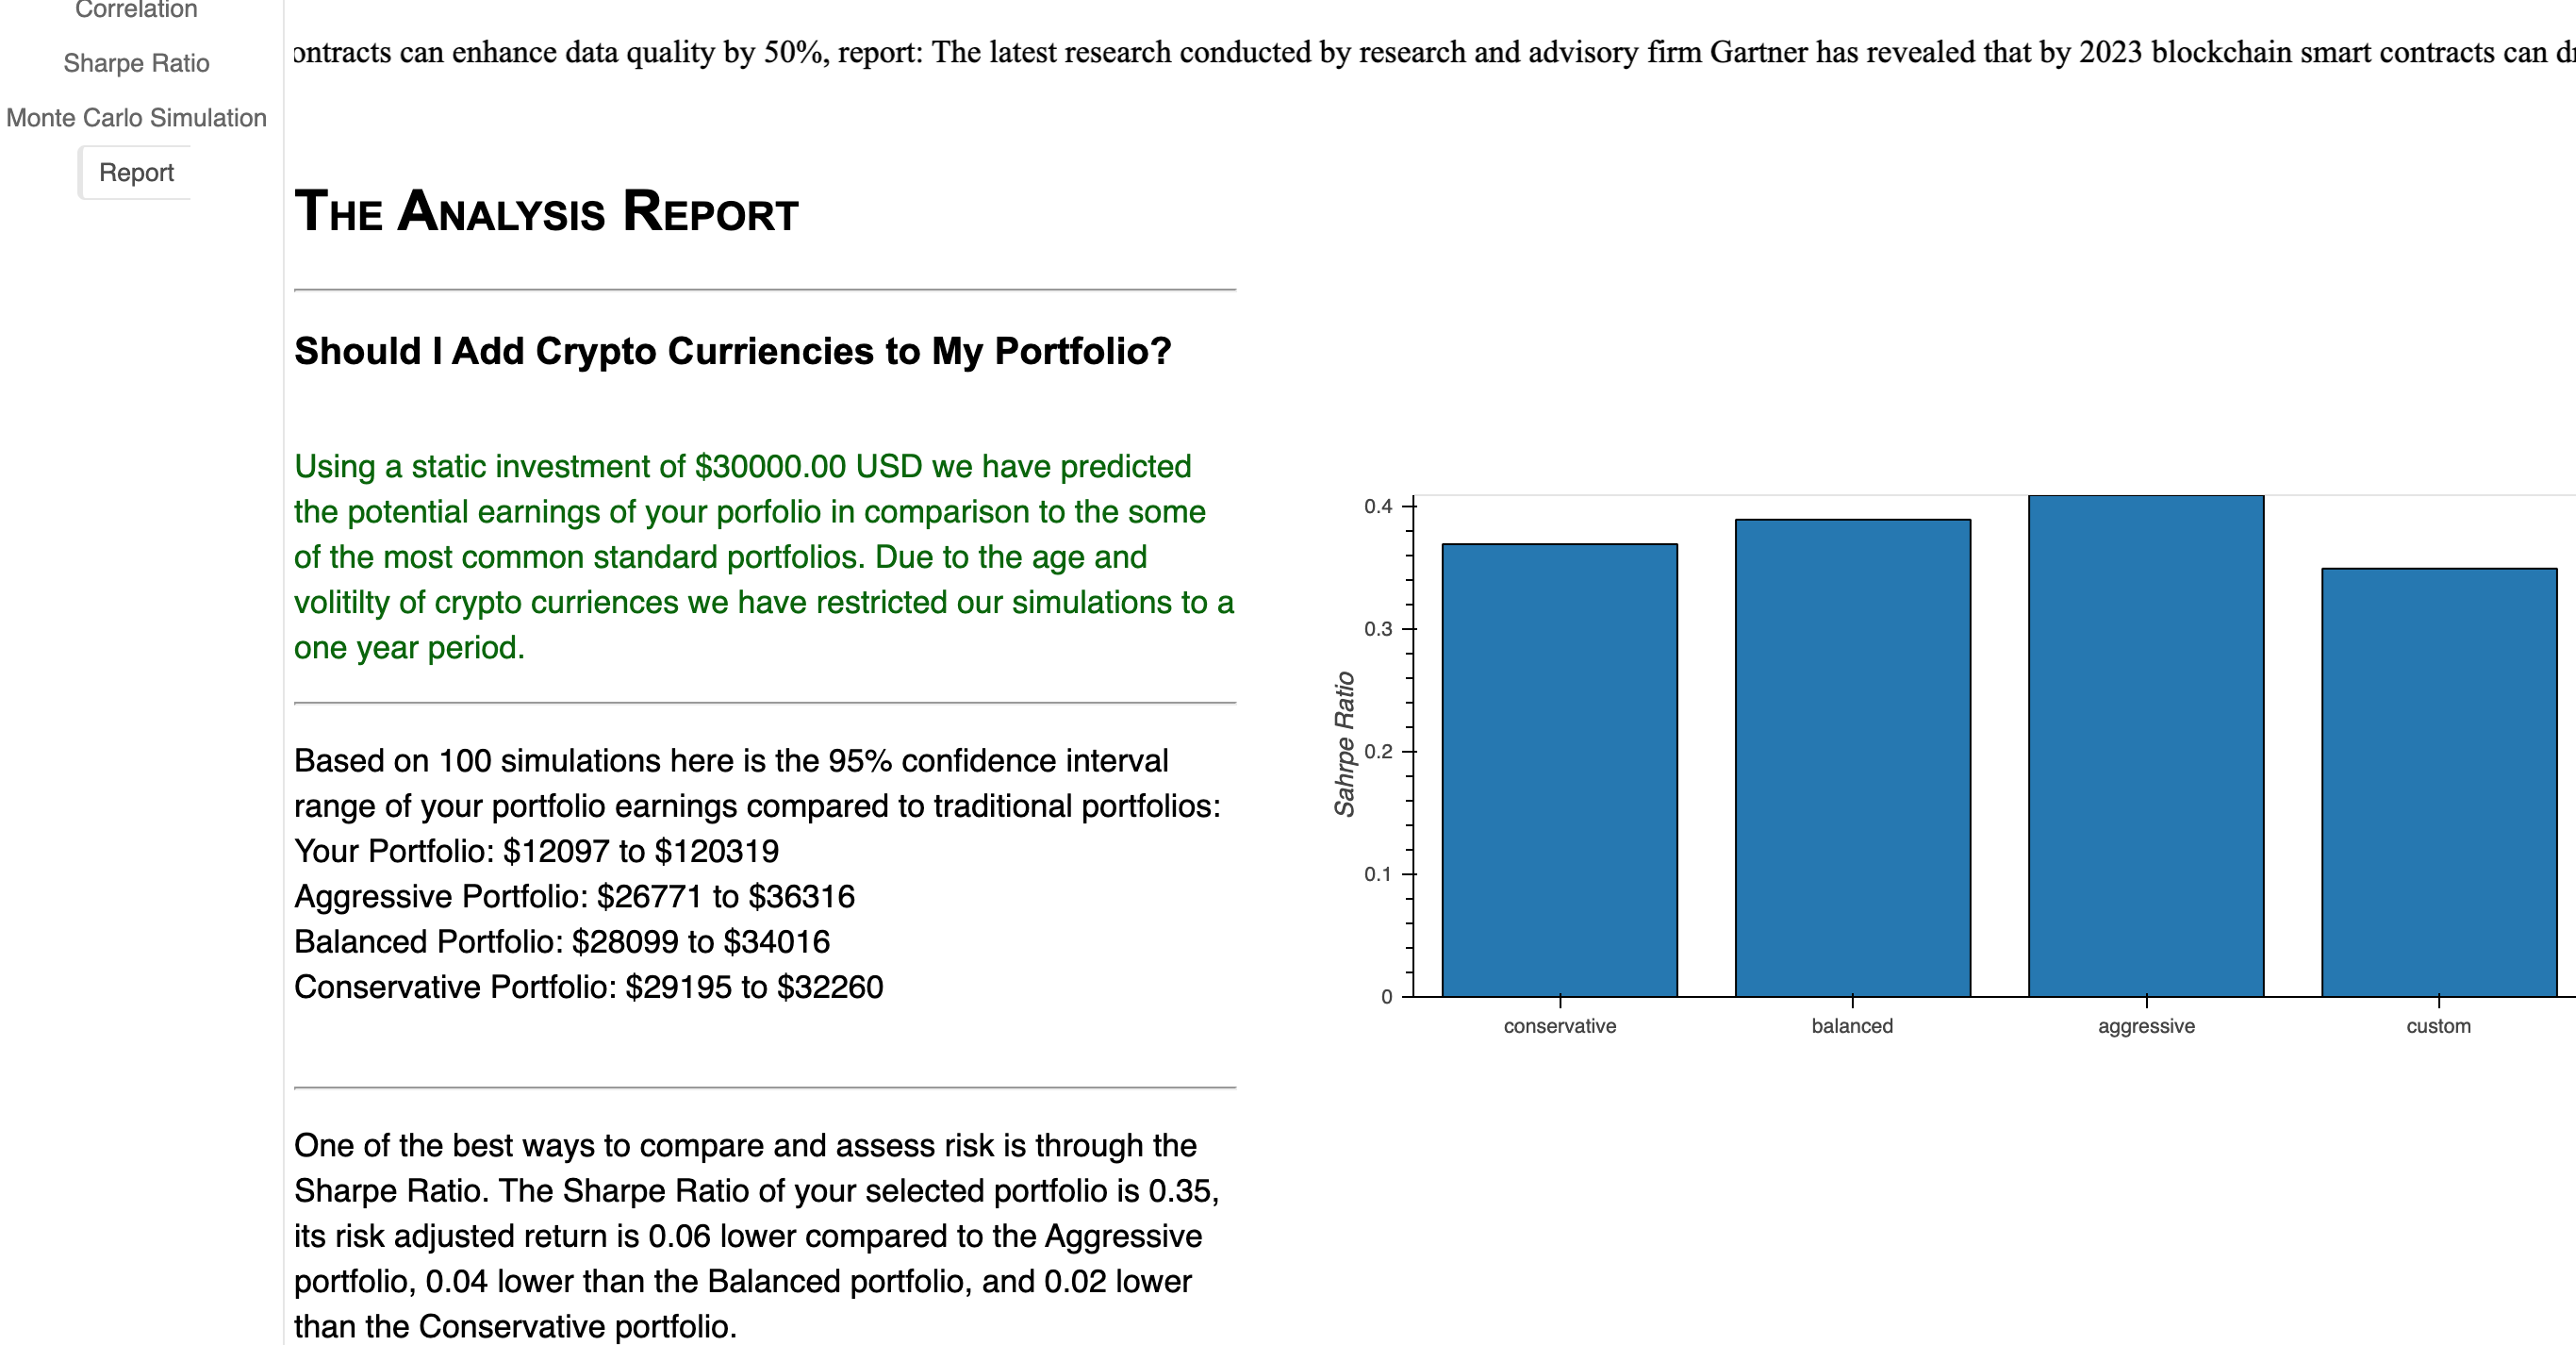 Correlation
Sharpe Ratio
Monte Carlo Simulation
Report
ontracts can enhance data quality by 50%, report: The latest research conducted by research and advisory firm Gartner has revealed that by 2023 blockchain smart contracts can
The Analysis Report
Should I Add Crypto Curriencies to My Portfolio?
Using a static investment of $30000.00 USD we have predicted
the potential earnings of your porfolio in comparison to the some
of the most common standard portfolios. Due to the age and
volitilty of crypto curriences we have restricted our simulations to a
one year period.
Based on 100 simulations here is the 95% confidence interval
range of your portfolio earnings compared to traditional portfolios:
Your Portfolio: $12097 to $120319
Aggressive Portfolio: $26771 to $36316
Balanced Portfolio: $28099 to $34016
Conservative Portfolio: $29195 to $32260
One of the best ways to compare and assess risk is through the
Sharpe Ratio. The Sharpe Ratio of your selected portfolio is 0.35,
its risk adjusted return is 0.06 lower compared to the Aggressive
portfolio, 0.04 lower than the Balanced portfolio, and 0.02 lower
than the Conservative portfolio.
Sahrpe Ratio
0.4
0.3
0.2
0.1
0
conservative balanced aggressive custom